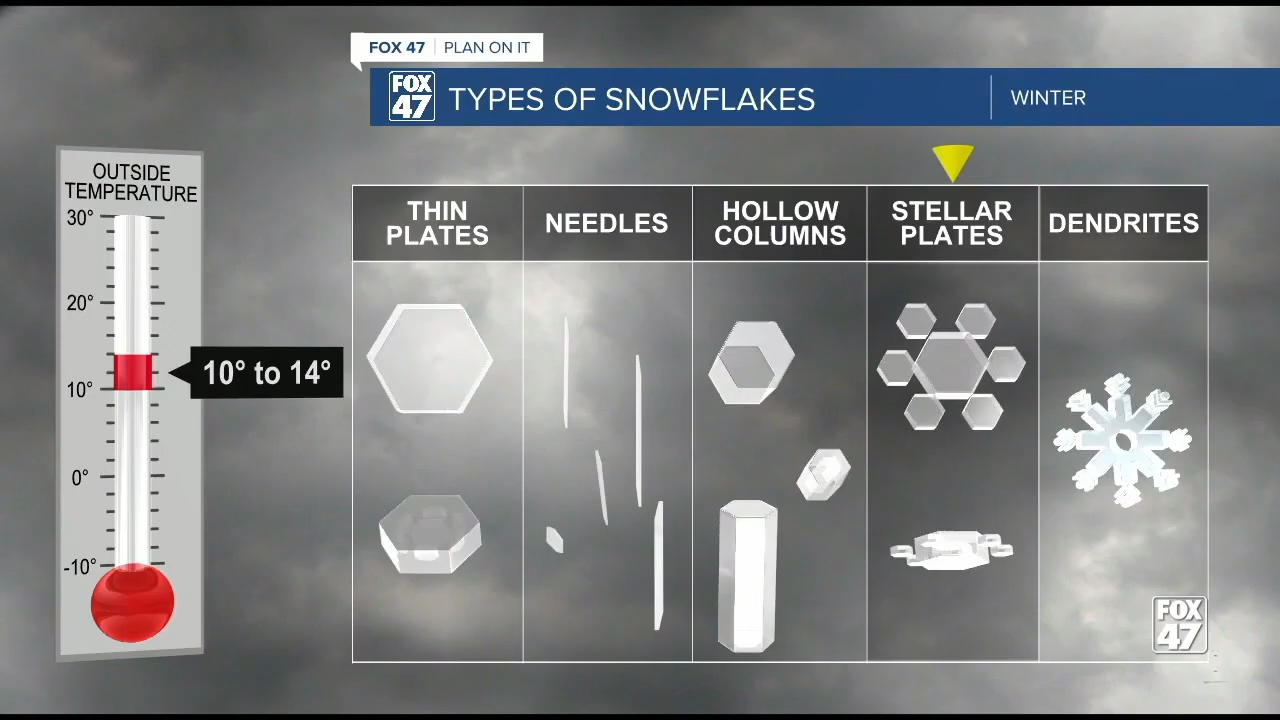 FOX 47 PLAN ON IT
FOX 47 TYPES OF SNOWFLAKES WINTER
OUTSIDE
TEMPERATURE
30°
20°
10°
0°
-10°
10° to 14°
THIN
PLATES
NEEDLES
HOLLOW
COLUMNS
STELLAR
PLATES
DENDRITES
FOX
47